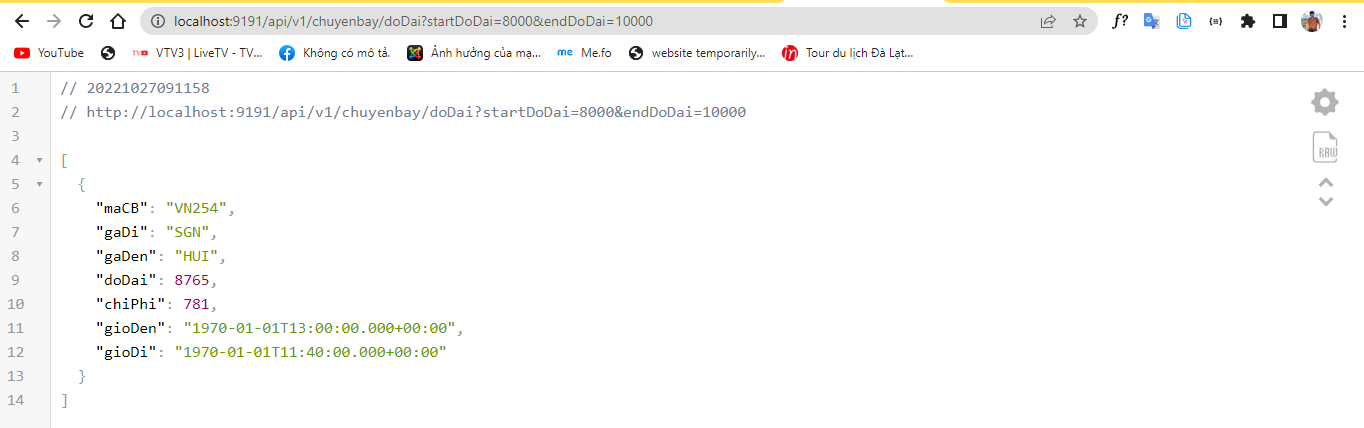 localhost:9191/api/v1/chuyenbay/doDai?startDoDai=8000&endDoDai=10000
f?
YouTube
VTV3 | LiveTV - TV...
Không có mô tả.
Ảnh hưởng của mạ...
me Me.fo
website temporarily...
in Tour du lịch Đà Lạt...
1 // 20221027091158
2 // http://localhost:9191/api/v1/chuyenbay/doDai?startDoDai=8000&endDoDai=10000
3
4 [
5 {
6 "maCB": "VN254",
7 "gaDi": "SGN",
8 "gaDen": "HUI",
9 "doDai": 8765,
10 "chiPhi": 781,
11 "gioDen": "1970-01-01T13:00:00.000+00:00",
12 "gioDi": "1970-01-01T11:40:00.000+00:00"
13 }
14 ]
RAW